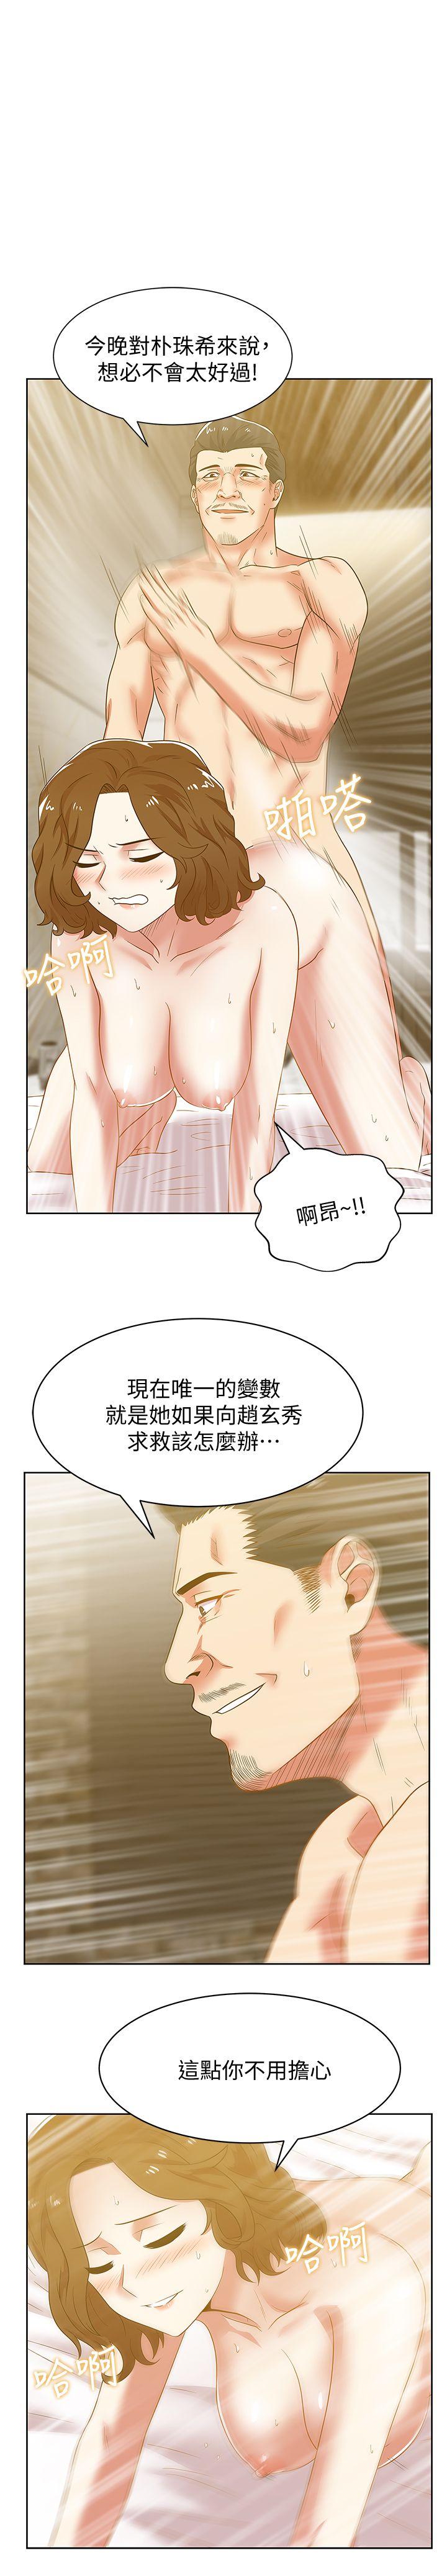 今晚對朴珠希來說，
想必不會太好過!
啪嗒
哈啊
啊昂~!!
現在唯一的變數
就是她如果向趙玄秀
求救該怎麼辦⋯
這點你不用擔心
哈啊
哈啊